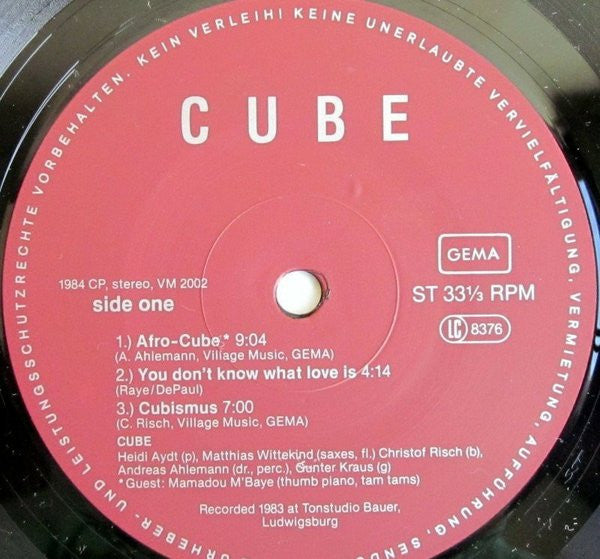 UND LEISTUNGSSCHUTZRECHTE VORBEHALTEN. KEIN VERLEIH! KEINE UNERLAUBTE VERVIELFÄLTIGUNG, VERMIETUNG, AUFFÜHRUNG,
CUBE
GEMA
1984 CP, stereo, VM 2002
side one
ST 33⅓ RPM
LC 8376
1.) Afro-Cube* 9:04
(A. Ahlemann, Village Music, GEMA)
2.) You don't know what love is 4:14
(Raye/DePaul)
3.) Cubismus 7:00
(C. Risch, Village Music, GEMA)
CUBE
Heidi Aydt (p), Matthias Wittekind (saxes, fl.) Christof Risch (b),
Andreas Ahlemann (dr., perc.), Gunter Kraus (g)
*Guest: Mamadou M'Baye (thumb piano, tam tams)
Recorded 1983 at Tonstudio Bauer,
Ludwigsburg